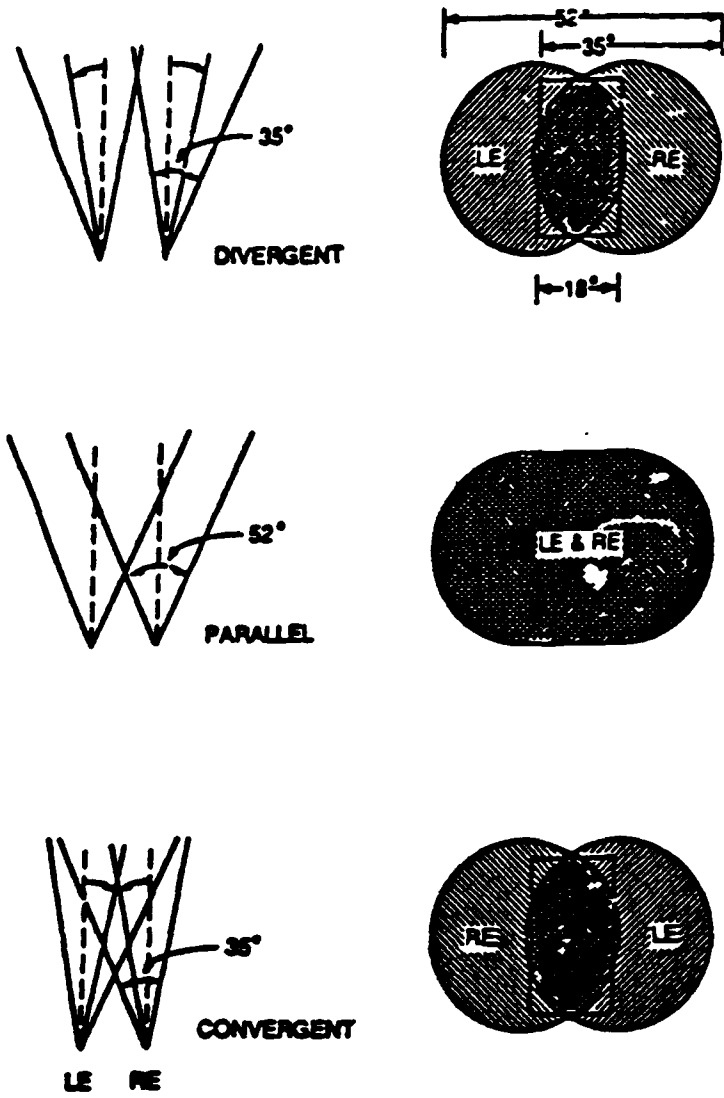 52°
35°
35°
LE
RE
DIVERGENT
18°
52°
LE & RE
PARALLEL
35°
RE
LE
CONVERGENT
LE RE